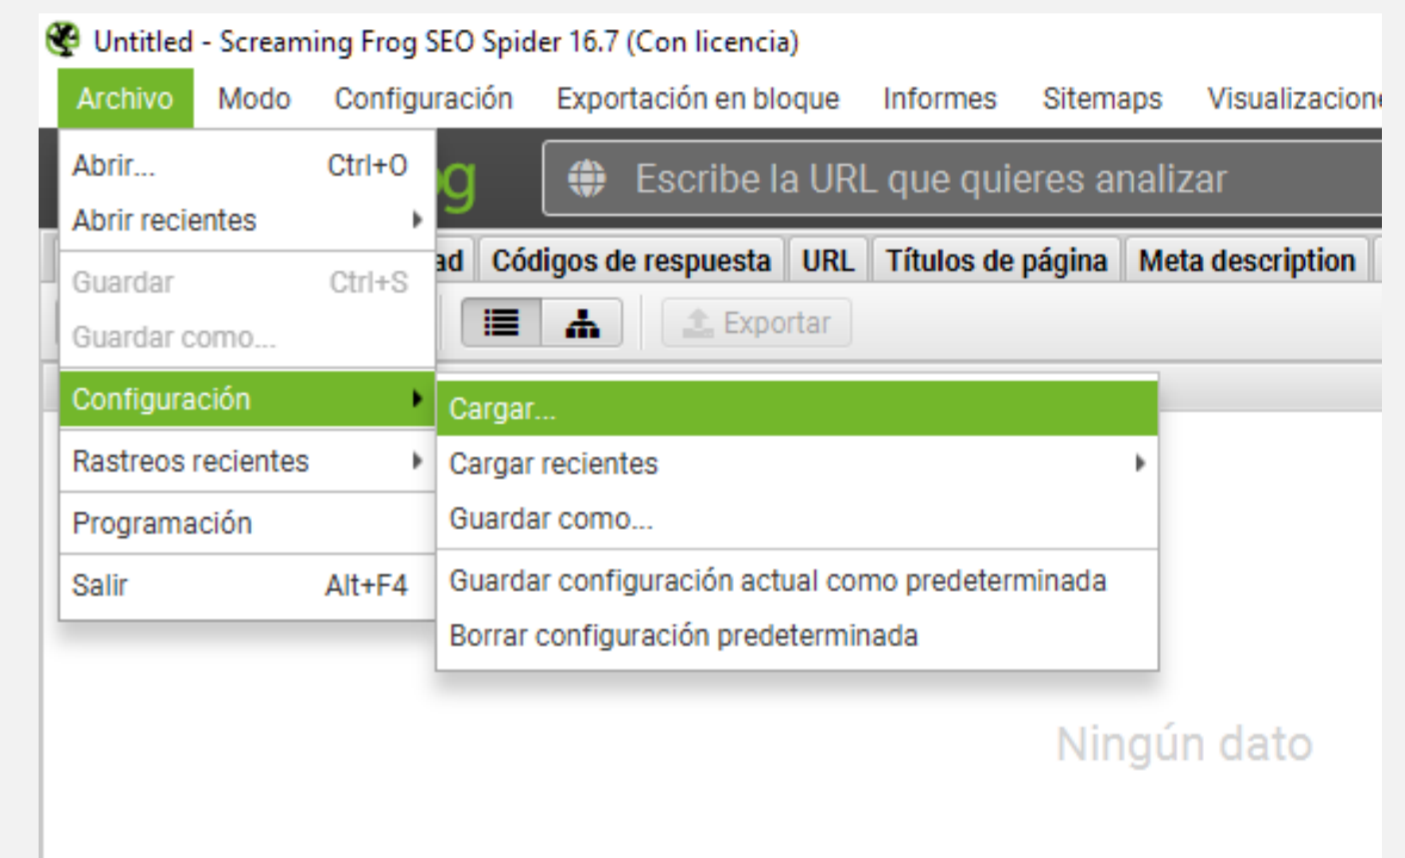 Untitled - Screaming Frog SEO Spider 16.7 (Con licencia)
Archivo Modo Configuración Exportación en bloque Informes Sitemaps
Escribe la URL que quieres analizar
Abrir... Ctrl+O
Abrir recientes
Códigos de respuesta URL Títulos de página Meta description
Guardar Ctrl+S
Guardar como...
Exportar
Configuración
Cargar...
Rastreos recientes
Cargar recientes
Programación
Guardar como...
Salir Alt+F4
Guardar configuración actual como predeterminada
Borrar configuración predeterminada
Ningún dato